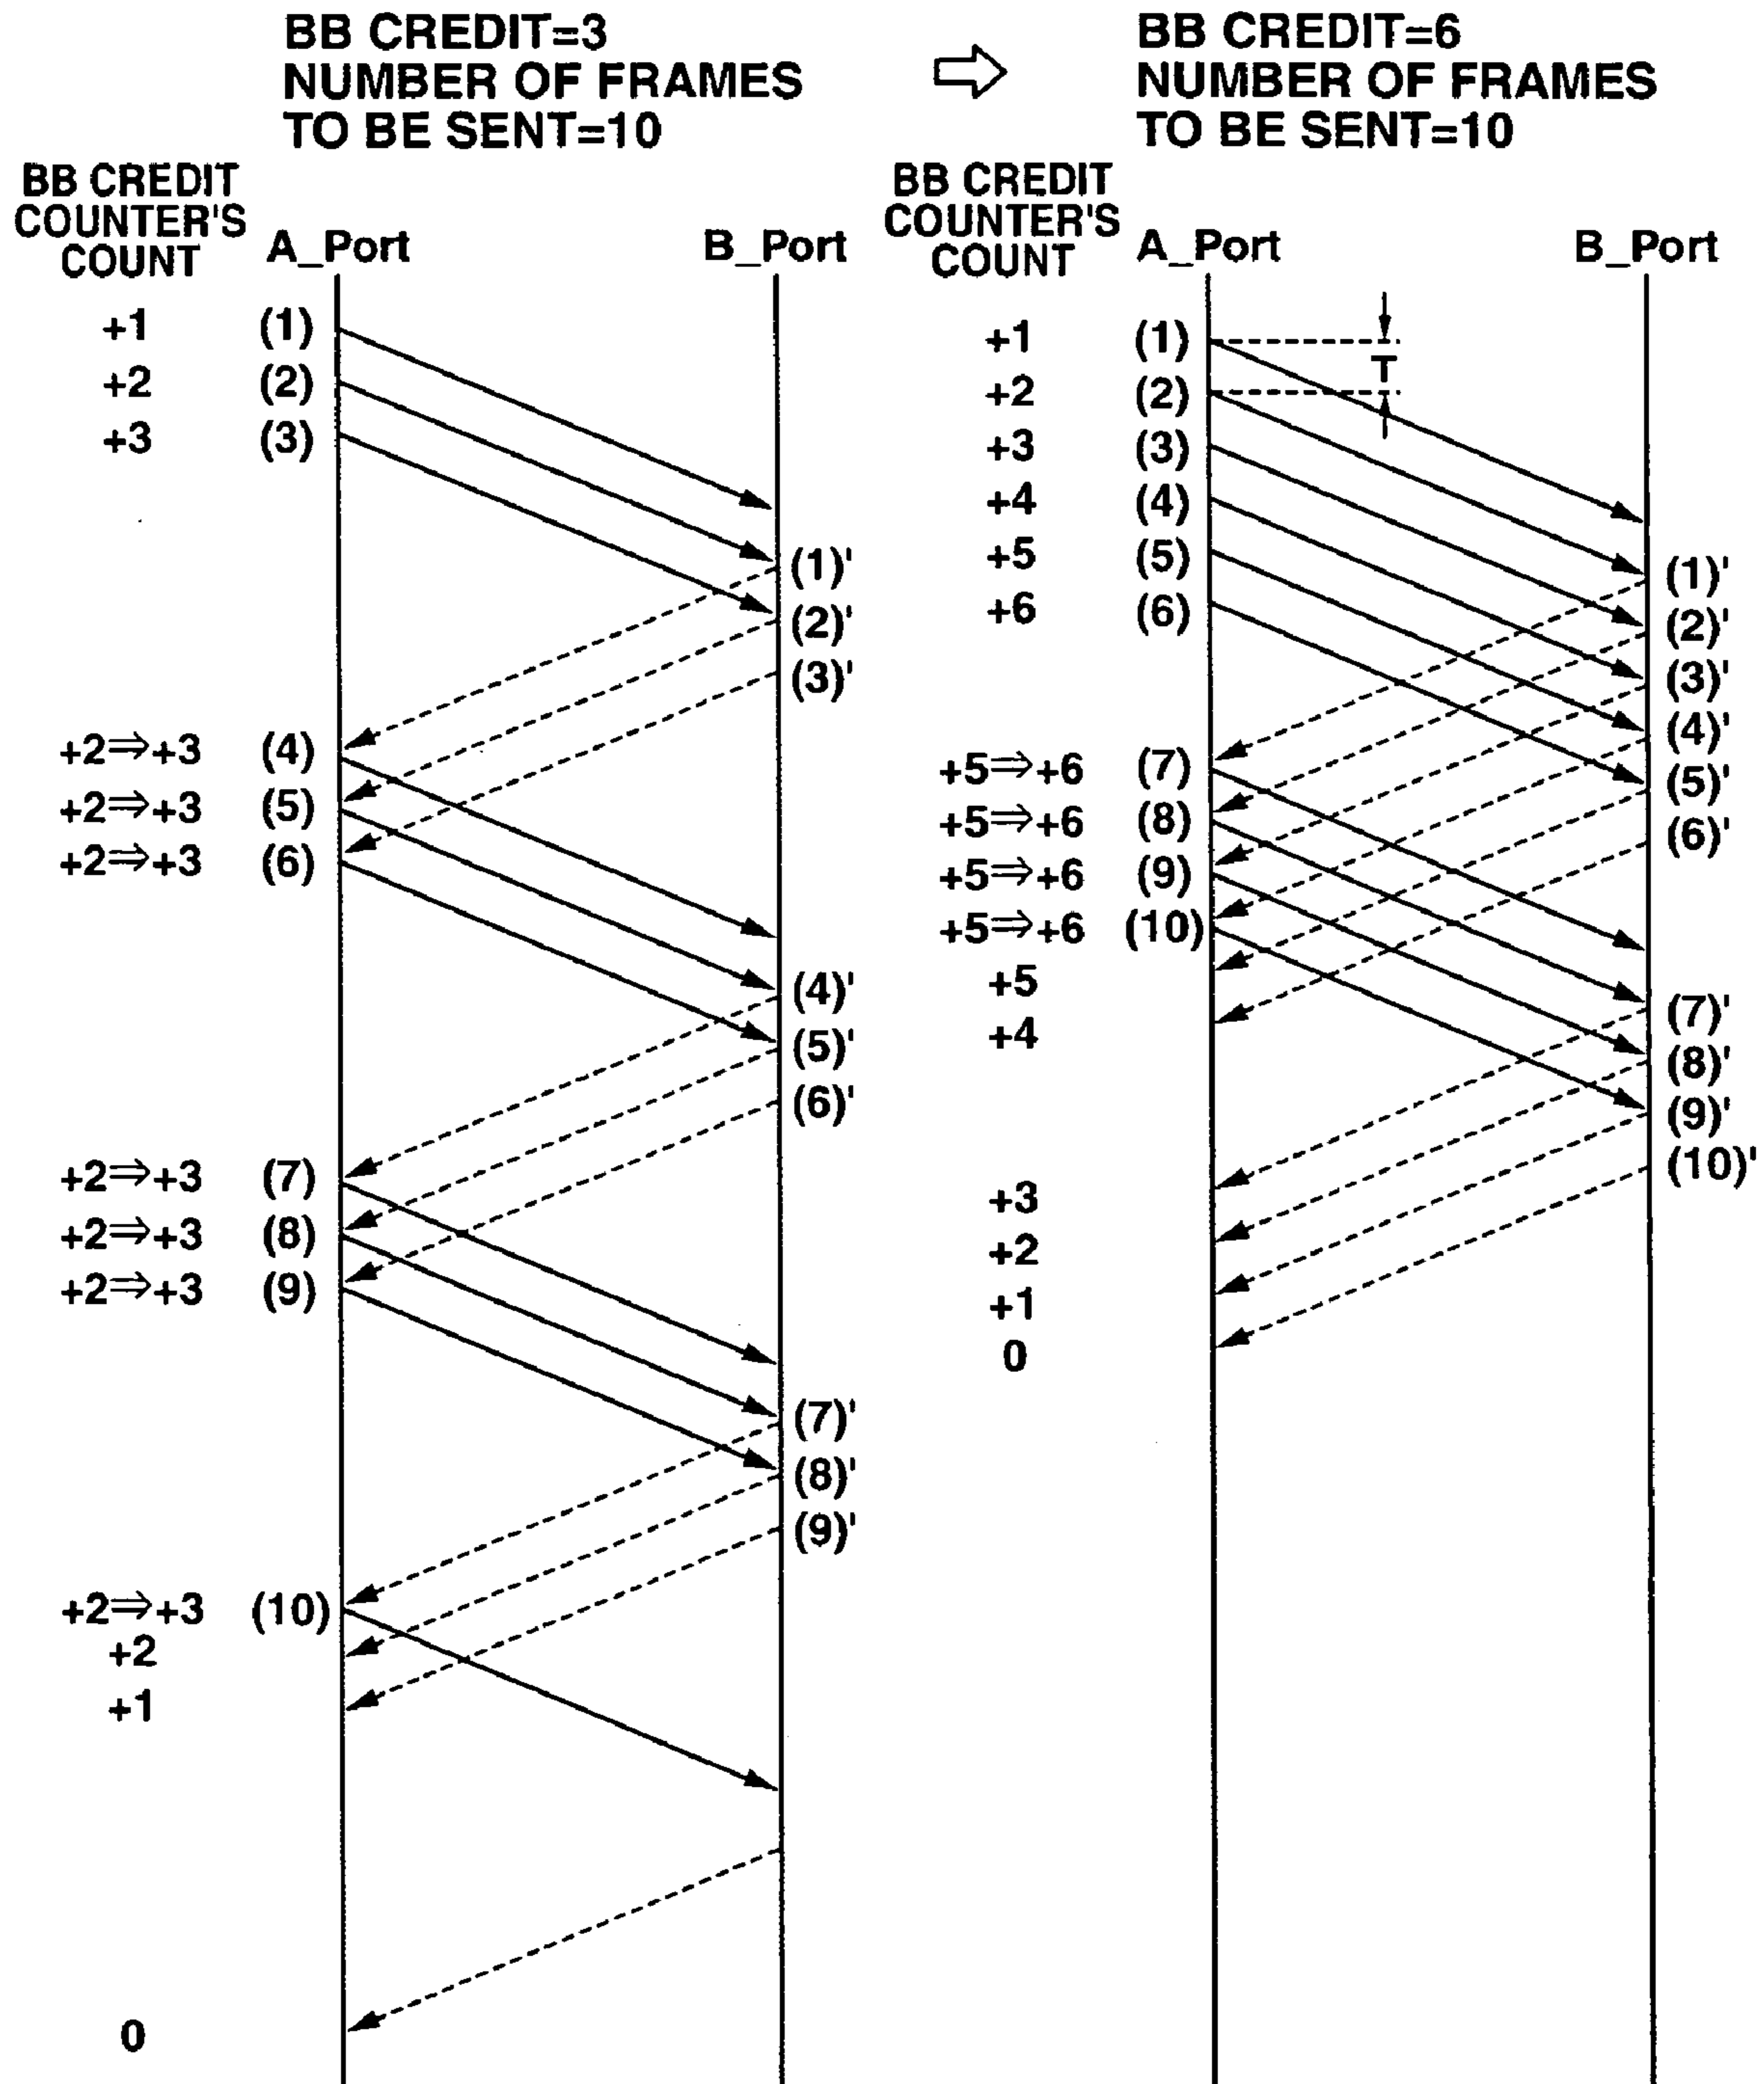 BB CREDIT=3
NUMBER OF FRAMES
TO BE SENT=10
BB CREDIT
COUNTER'S
COUNT
A_Port
B_Port
+1 (1)
+2 (2)
+3 (3)
(1)'
(2)'
(3)'
+2⇒+3 (4)
+2⇒+3 (5)
+2⇒+3 (6)
(4)'
(5)'
(6)'
+2⇒+3 (7)
+2⇒+3 (8)
+2⇒+3 (9)
(7)'
(8)'
(9)'
+2⇒+3 (10)
+2
+1
0
⇨
BB CREDIT=6
NUMBER OF FRAMES
TO BE SENT=10
BB CREDIT
COUNTER'S
COUNT
A_Port
B_Port
+1 (1)
T
+2 (2)
+3 (3)
+4 (4)
+5 (5)
+6 (6)
(1)'
(2)'
(3)'
(4)'
(5)'
(6)'
+5⇒+6 (7)
+5⇒+6 (8)
+5⇒+6 (9)
+5⇒+6 (10)
+5
+4
(7)'
(8)'
(9)'
(10)'
+3
+2
+1
0